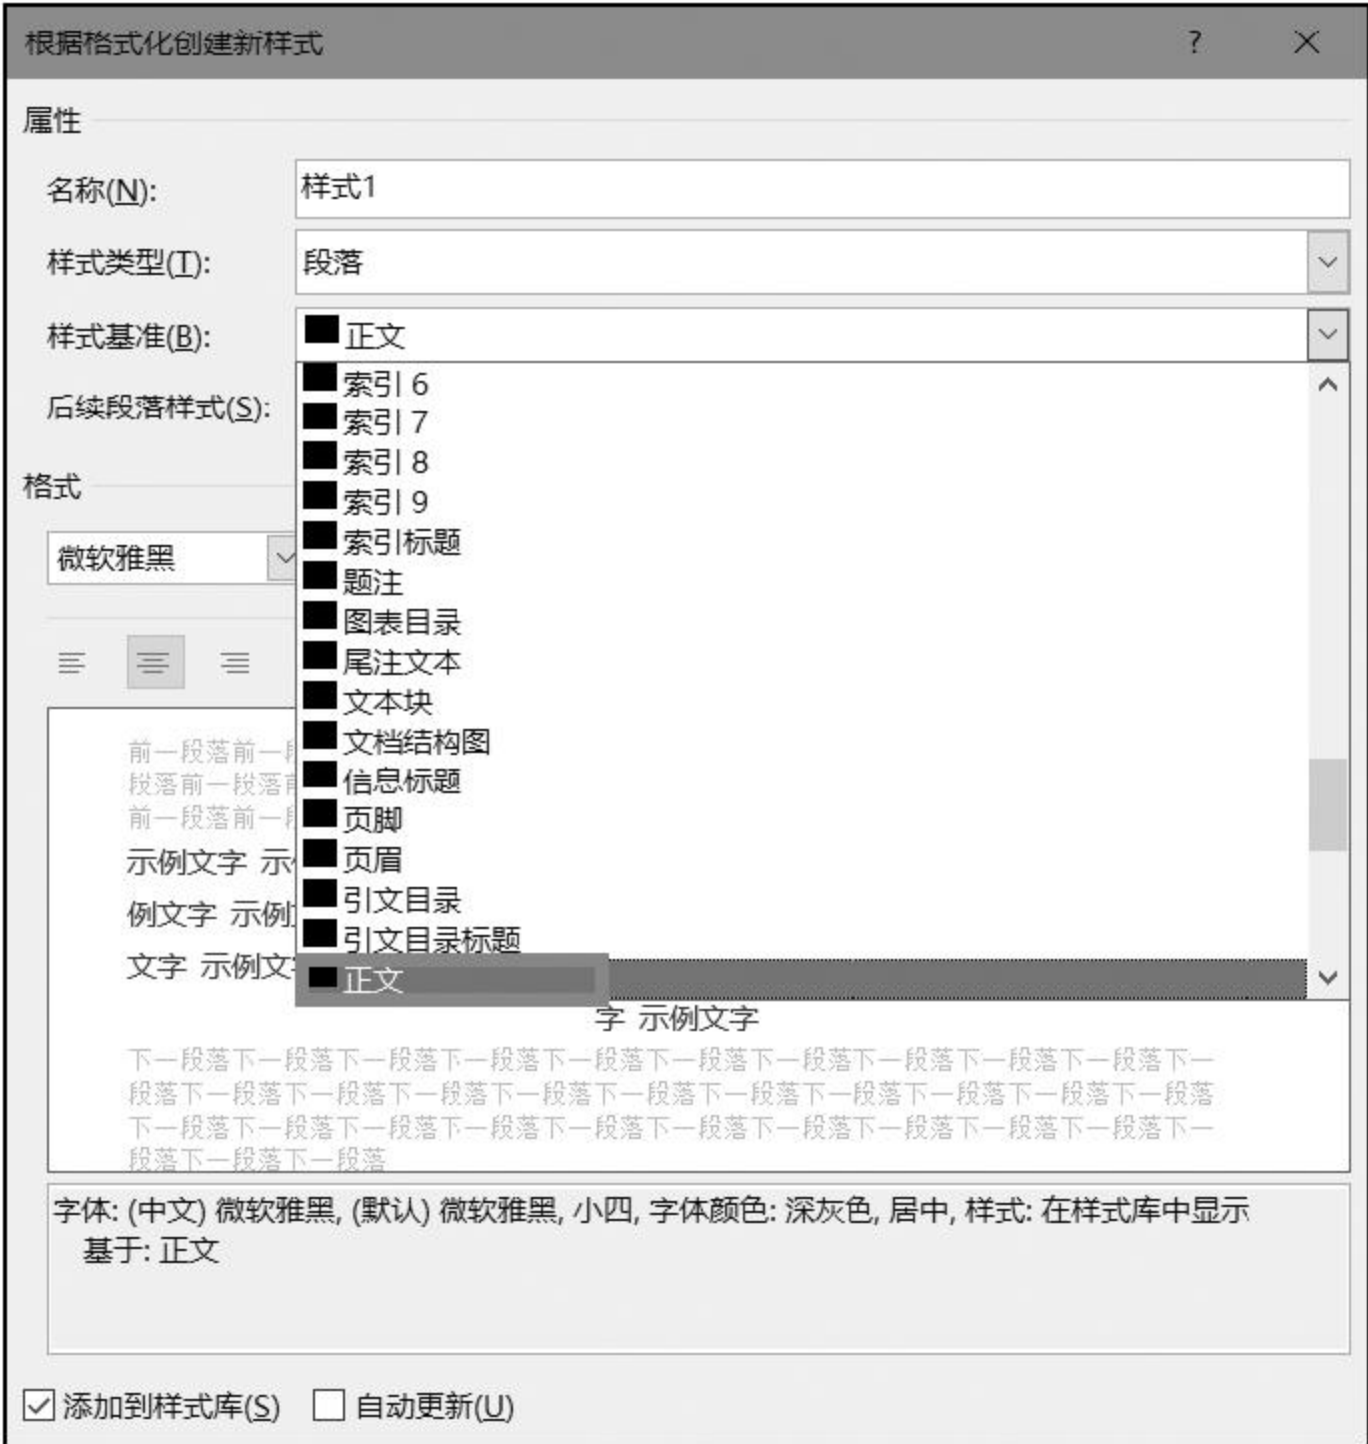 根据格式化创建新样式 ?
属性
名称(N): 样式1
样式类型(T): 段落
样式基准(B): 正文
索引 6
后续段落样式(S):
索引 7
索引 8
格式
索引 9
索引标题
微软雅黑
题注
图表目录
尾注文本
文本块
文档结构图
前一段落前一
信息标题
段落前一段落
页脚
前一段落前一
页眉
示例文字 示
引文目录
例文字 示例
引文目录标题
文字 示例文
正文
字 示例文字
下一段落下一段落下一段落下一段落下一段落下一段落下一段落下一段落下一段落下一段落下一
段落下一段落下一段落下一段落下一段落下一段落下一段落下一段落下一段落下一段落下一段落
下一段落下一段落下一段落下一段落下一段落下一段落下一段落下一段落下一段落下一段落下一
段落下一段落下一段落
字体: (中文) 微软雅黑, (默认) 微软雅黑, 小四, 字体颜色: 深灰色, 居中, 样式: 在样式库中显示
基于: 正文
添加到样式库(S) 自动更新(U)